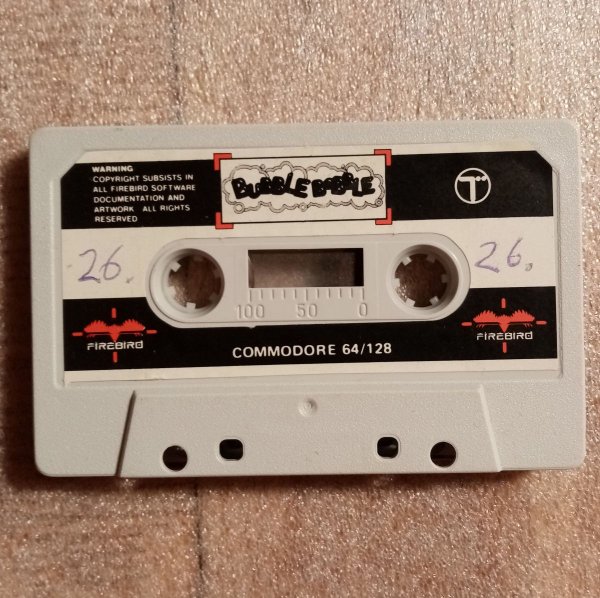 WARNING
COPYRIGHT SUBSISTS IN
ALL FIREBIRD SOFTWARE
DOCUMENTATION AND
ARTWORK ALL RIGHTS
RESERVED
BUBBLE BOBBLE
T
26.
26.
100 50 0
FIREBIRD
FIREBIRD
COMMODORE 64/128